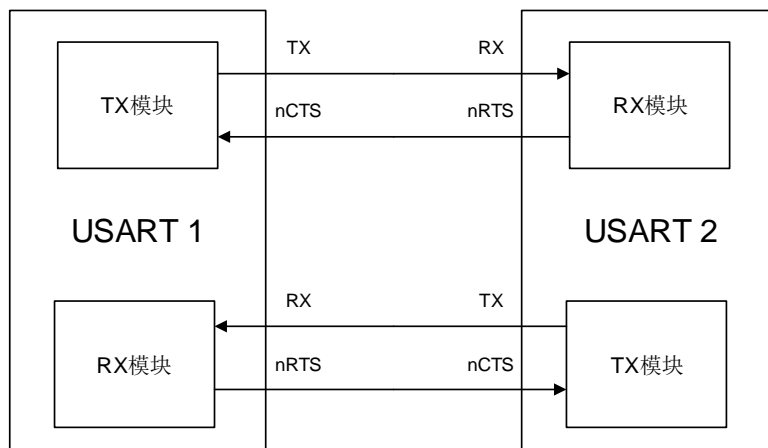 TX RX
TX模块 RX模块
nCTS nRTS
USART 1 USART 2
RX TX
RX模块 TX模块
nRTS nCTS